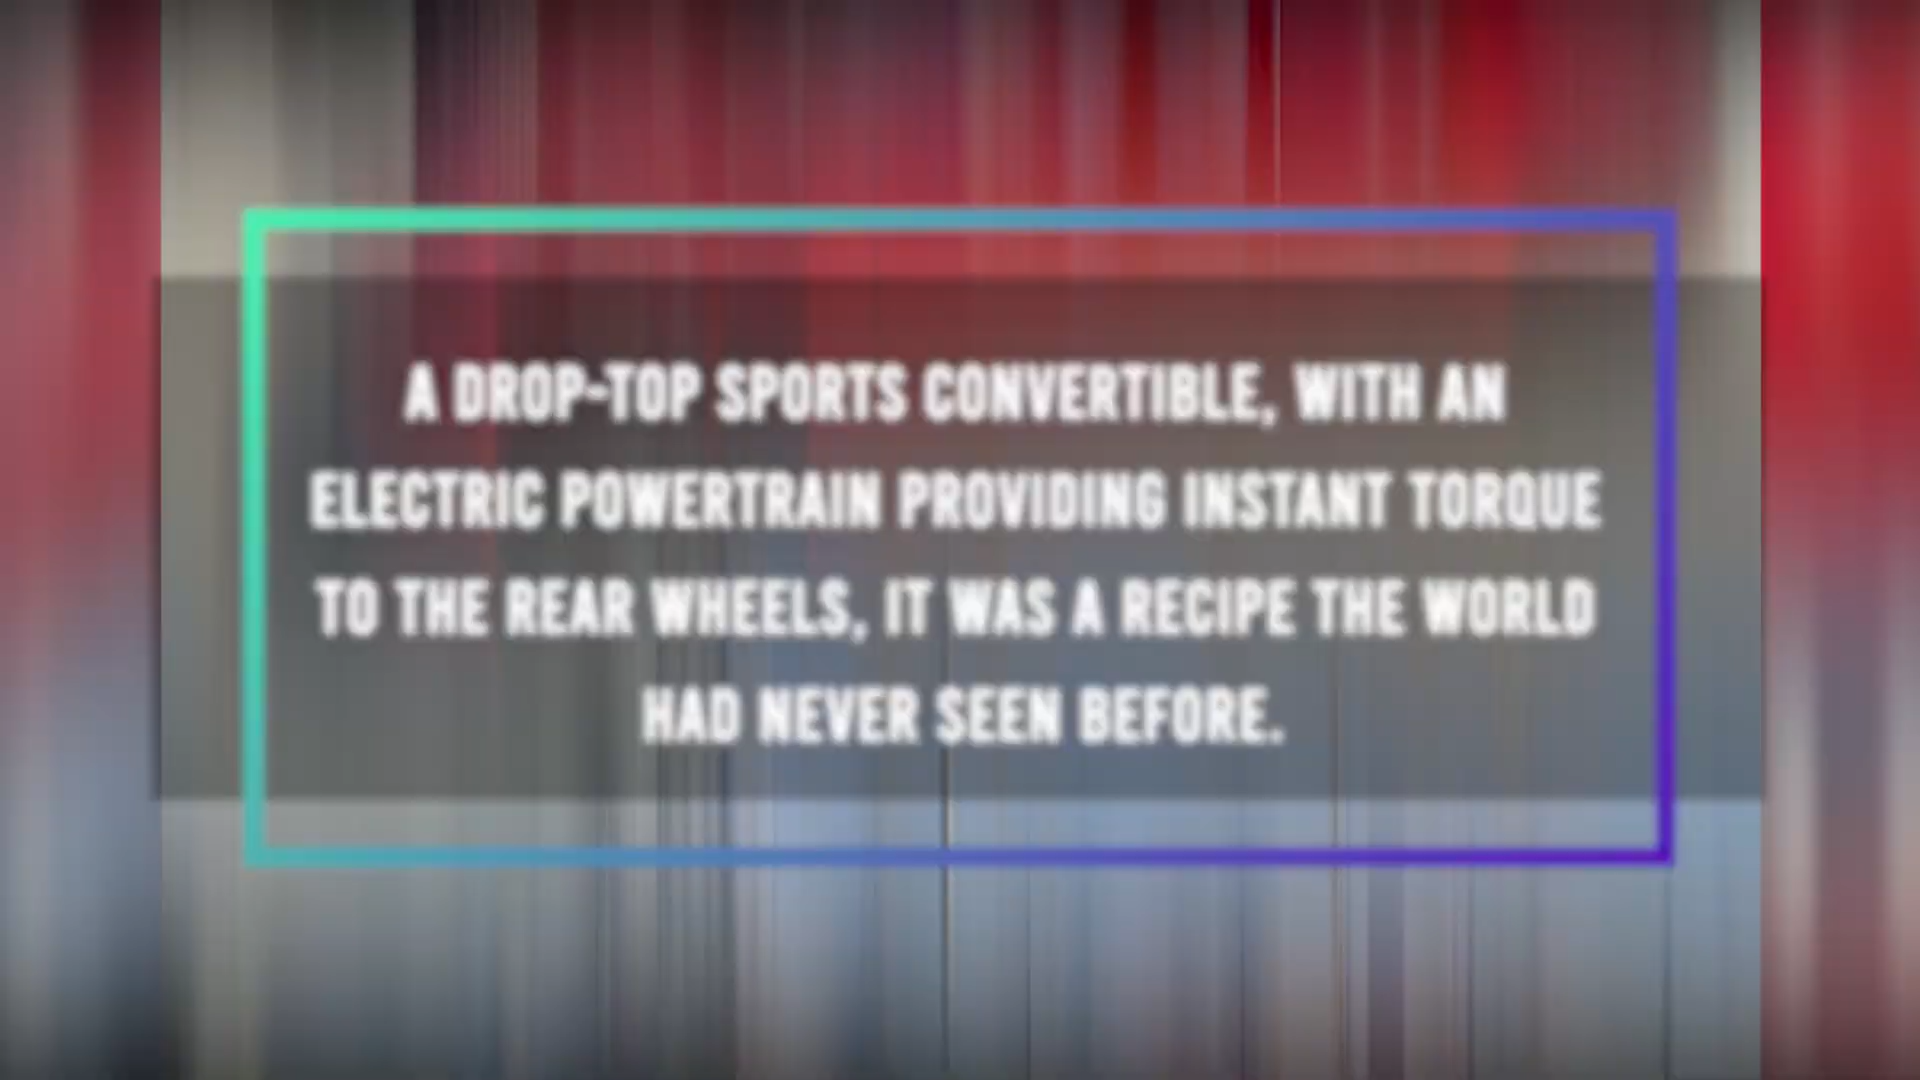 A DROP-TOP SPORTS CONVERTIBLE, WITH AN
ELECTRIC POWERTRAIN PROVIDING INSTANT TORQUE
TO THE REAR WHEELS, IT WAS A RECIPE THE WORLD
HAD NEVER SEEN BEFORE.